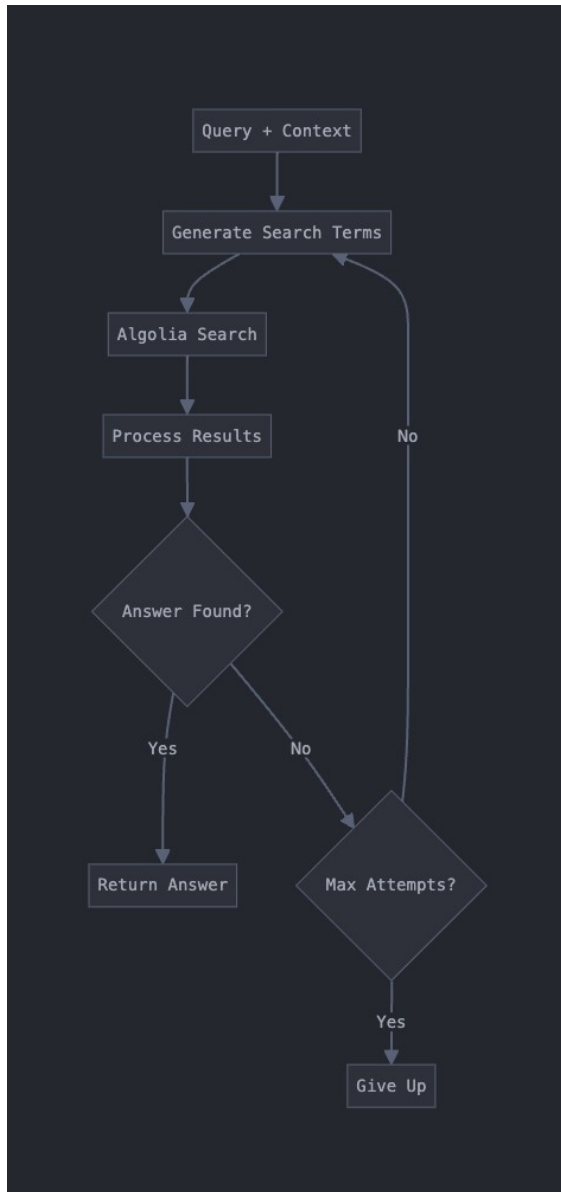 Query + Context
Generate Search Terms
Algolia Search
No
Process Results
Answer Found?
Yes
No
Return Answer
Max Attempts?
Yes
Give Up